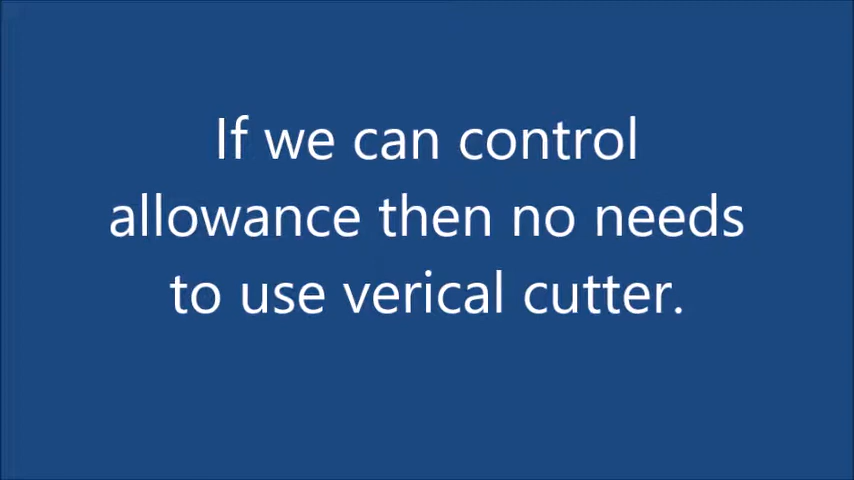 If we can control
allowance then no needs
to use verical cutter.